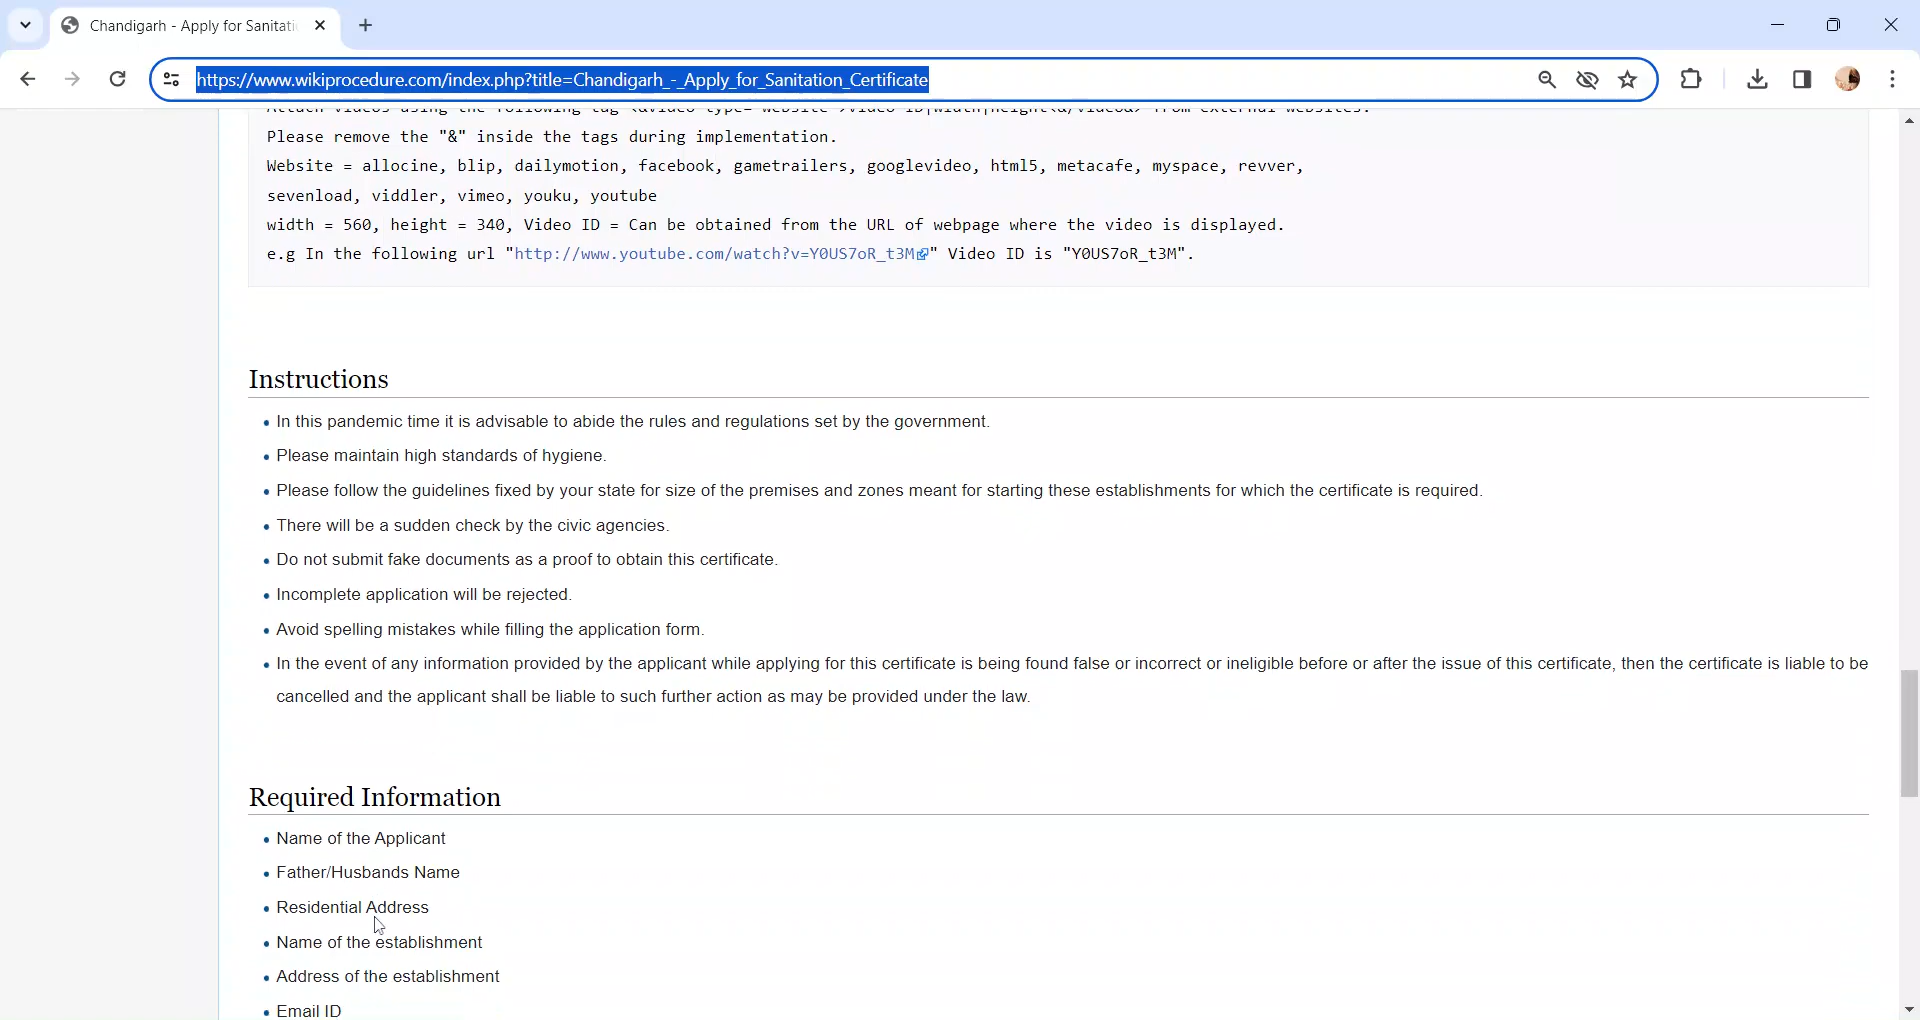 Chandigarh - Apply for Sanitati
https://www.wikiprocedure.com/index.php?title=Chandigarh_-_Apply_for_Sanitation_Certificate
Please remove the "&" inside the tags during implementation.
Website = allocine, blip, dailymotion, facebook, gametrailers, googlevideo, html5, metacafe, myspace, revver,
sevenload, viddler, vimeo, youku, youtube
width = 560, height = 340, Video ID = Can be obtained from the URL of webpage where the video is displayed.
e.g In the following url "http://www.youtube.com/watch?v=Y0US7oR_t3M" Video ID is "Y0US7oR_t3M".
Instructions
• In this pandemic time it is advisable to abide the rules and regulations set by the government.
• Please maintain high standards of hygiene.
• Please follow the guidelines fixed by your state for size of the premises and zones meant for starting these establishments for which the certificate is required.
• There will be a sudden check by the civic agencies.
• Do not submit fake documents as a proof to obtain this certificate.
• Incomplete application will be rejected.
• Avoid spelling mistakes while filling the application form.
• In the event of any information provided by the applicant while applying for this certificate is being found false or incorrect or ineligible before or after the issue of this certificate, then the certificate is liable to be
cancelled and the applicant shall be liable to such further action as may be provided under the law.
Required Information
• Name of the Applicant
• Father/Husbands Name
• Residential Address
• Name of the establishment
• Address of the establishment
• Email ID